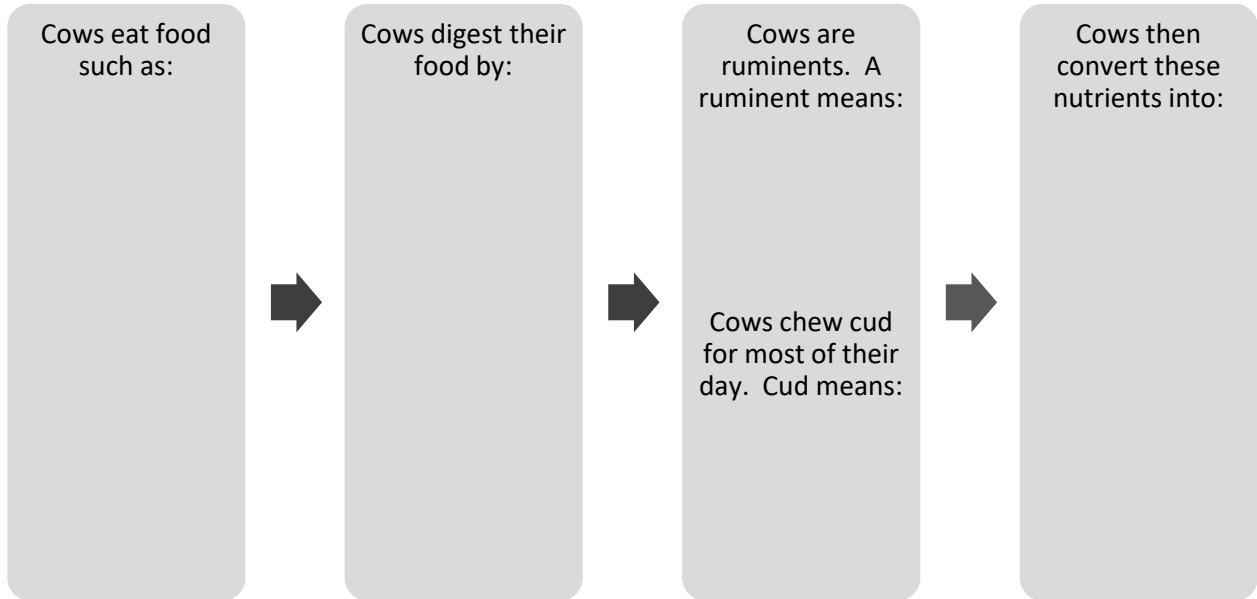 Cows eat food
such as:
Cows digest their
food by:
Cows are
ruminents.  A
ruminent means:
Cows chew cud
for most of their
day.  Cud means:
Cows then
convert these
nutrients into: